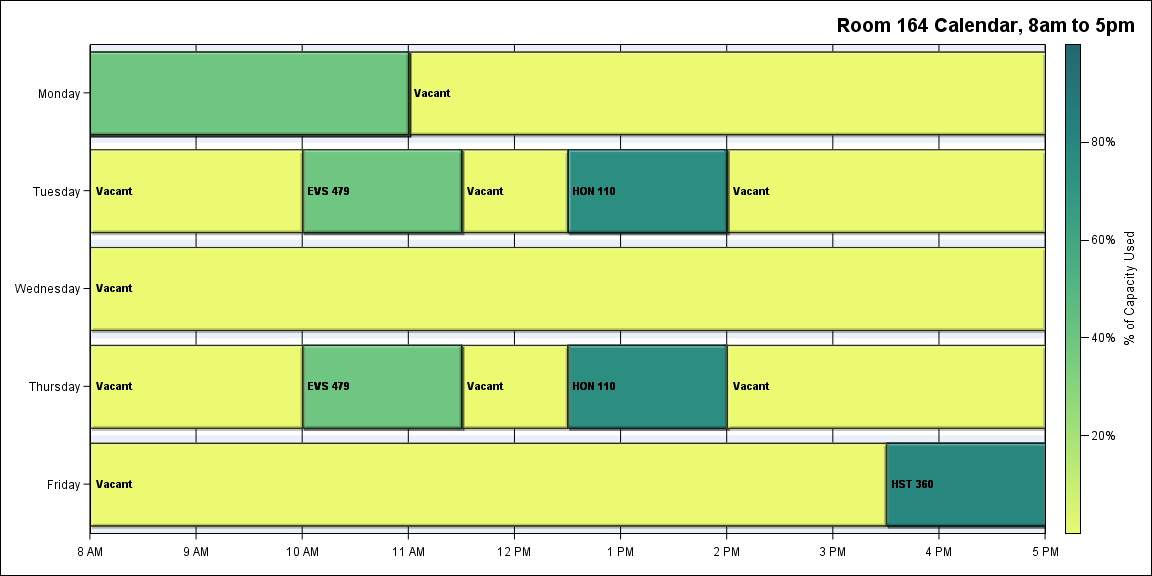 Room 164 Calendar, 8am to 5pm
Monday
Vacant
Tuesday
Vacant
EVS 479
Vacant
HON 110
Vacant
Wednesday
Vacant
Thursday
Vacant
EVS 479
Vacant
HON 110
Vacant
Friday
Vacant
HST 360
8 AM
9 AM
10 AM
11 AM
12 PM
1 PM
2 PM
3 PM
4 PM
5 PM
80%
60%
40%
20%
% of Capacity Used